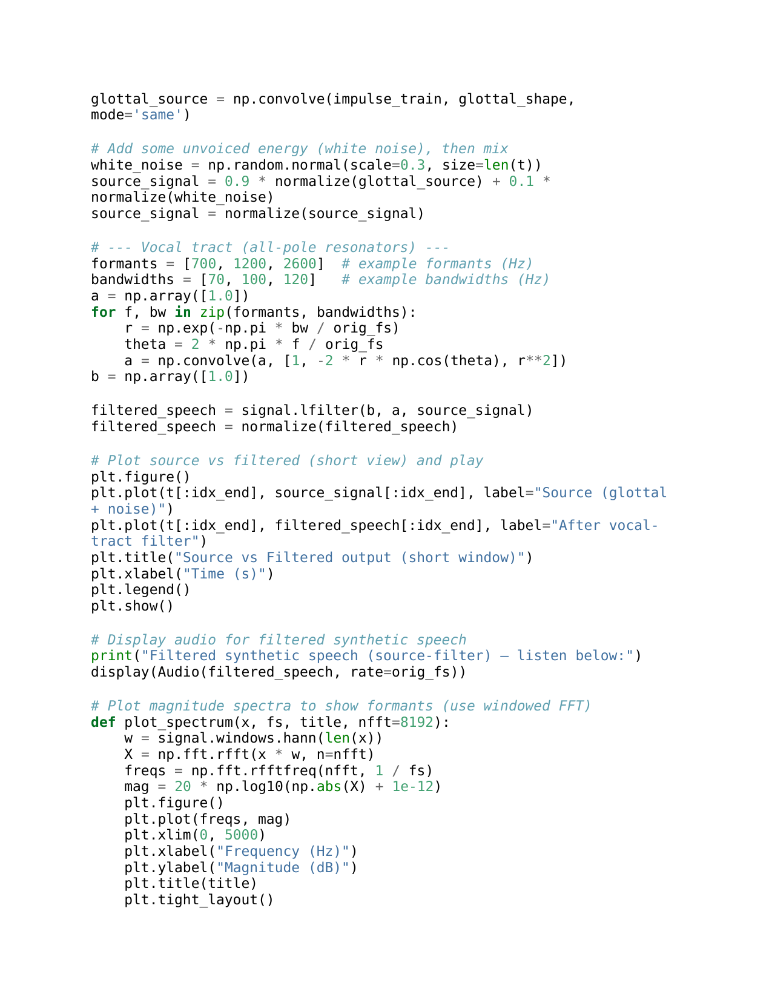 glottal_source = np.convolve(impulse_train, glottal_shape,
mode='same')
# Add some unvoiced energy (white noise), then mix
white_noise = np.random.normal(scale=0.3, size=len(t))
source_signal = 0.9 * normalize(glottal_source) + 0.1 *
normalize(white_noise)
source_signal = normalize(source_signal)
# --- Vocal tract (all-pole resonators) ---
formants = [700, 1200, 2600]  # example formants (Hz)
bandwidths = [70, 100, 120]   # example bandwidths (Hz)
a = np.array([1.0])
for f, bw in zip(formants, bandwidths):
    r = np.exp(-np.pi * bw / orig_fs)
    theta = 2 * np.pi * f / orig_fs
    a = np.convolve(a, [1, -2 * r * np.cos(theta), r**2])
b = np.array([1.0])
filtered_speech = signal.lfilter(b, a, source_signal)
filtered_speech = normalize(filtered_speech)
# Plot source vs filtered (short view) and play
plt.figure()
plt.plot(t[:idx_end], source_signal[:idx_end], label="Source (glottal
+ noise)")
plt.plot(t[:idx_end], filtered_speech[:idx_end], label="After vocal-
tract filter")
plt.title("Source vs Filtered output (short window)")
plt.xlabel("Time (s)")
plt.legend()
plt.show()
# Display audio for filtered synthetic speech
print("Filtered synthetic speech (source-filter) — listen below:")
display(Audio(filtered_speech, rate=orig_fs))
# Plot magnitude spectra to show formants (use windowed FFT)
def plot_spectrum(x, fs, title, nfft=8192):
    w = signal.windows.hann(len(x))
    X = np.fft.rfft(x * w, n=nfft)
    freqs = np.fft.rfftfreq(nfft, 1 / fs)
    mag = 20 * np.log10(np.abs(X) + 1e-12)
    plt.figure()
    plt.plot(freqs, mag)
    plt.xlim(0, 5000)
    plt.xlabel("Frequency (Hz)")
    plt.ylabel("Magnitude (dB)")
    plt.title(title)
    plt.tight_layout()